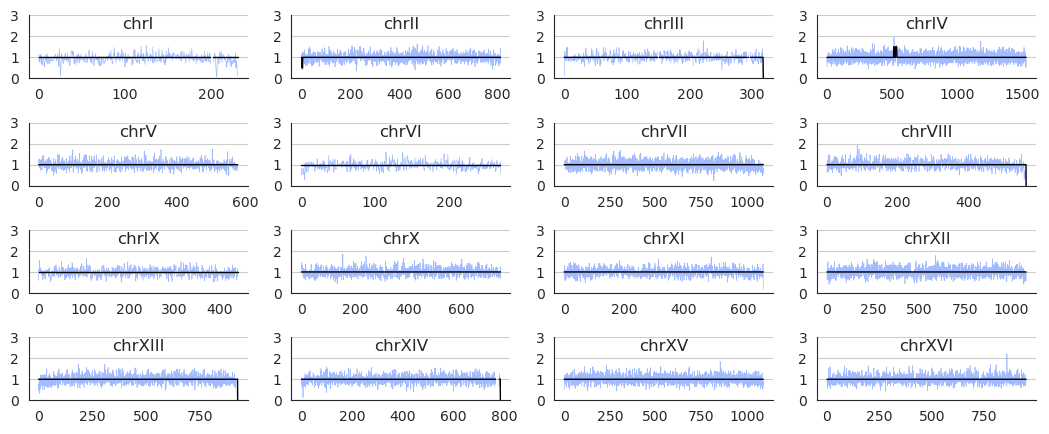 chrI chrII chrIII chrIV
3 3 3 3
2 2 2 2
1 1 1 1
0 0 0 0
0 100 200 0 200 400 600 800 0 100 200 300 0 500 1000 1500
chrV chrVI chrVII chrVIII
3 3 3 3
2 2 2 2
1 1 1 1
0 0 0 0
0 200 400 600 0 100 200 0 250 500 750 1000 0 200 400
chrIX chrX chrXI chrXII
3 3 3 3
2 2 2 2
1 1 1 1
0 0 0 0
0 100 200 300 400 0 200 400 600 0 200 400 600 0 250 500 750 1000
chrXIII chrXIV chrXV chrXVI
3 3 3 3
2 2 2 2
1 1 1 1
0 0 0 0
0 250 500 750 0 200 400 600 800 0 250 500 750 1000 0 250 500 750